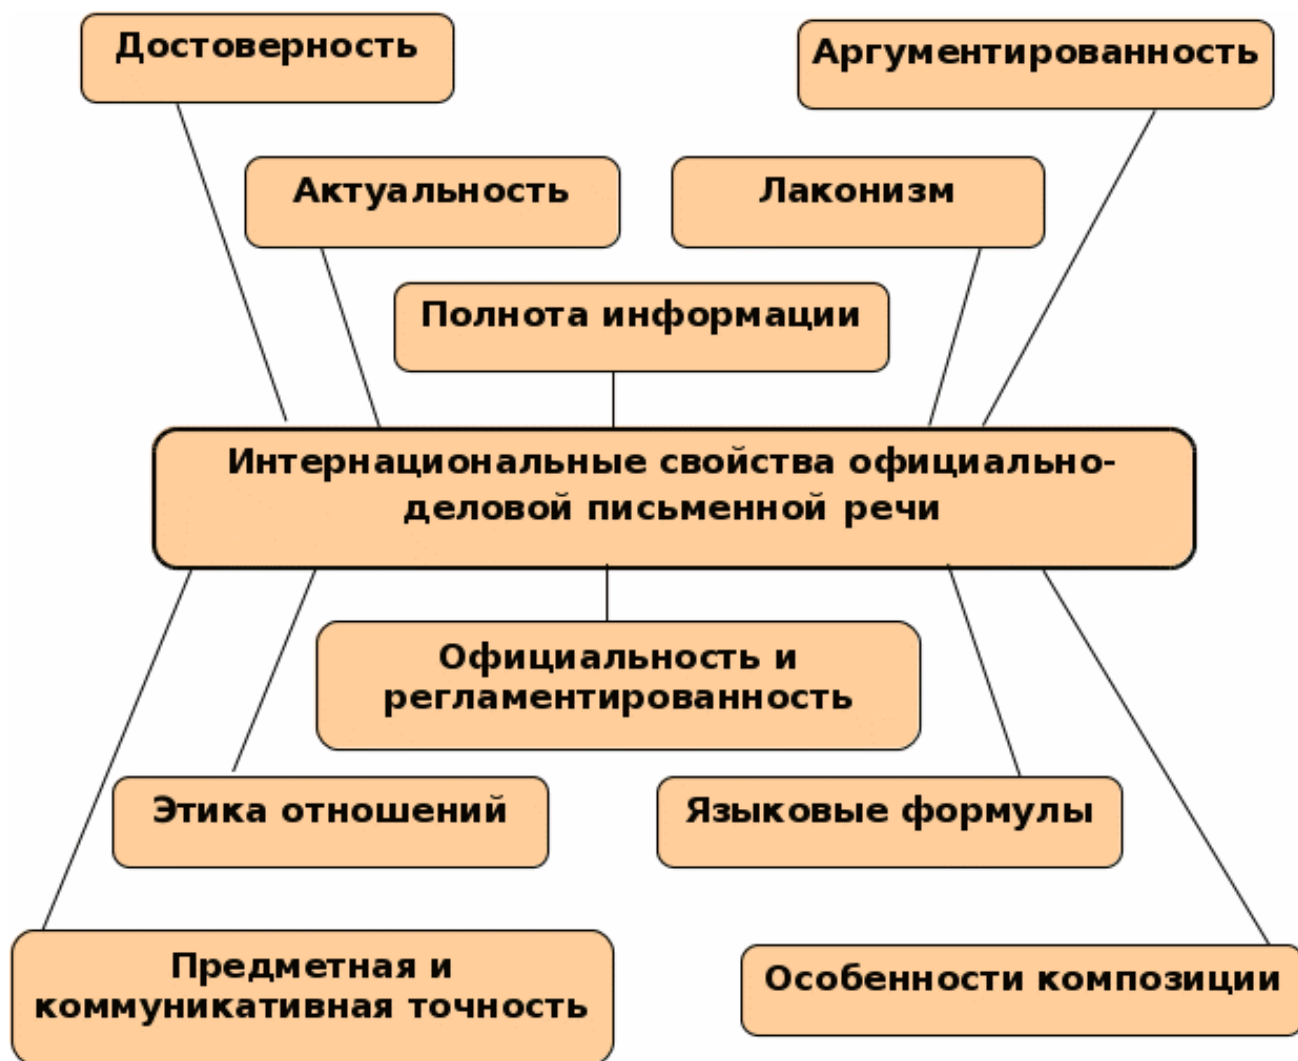 Достоверность
Аргументированность
Актуальность
Лаконизм
Полнота информации
Интернациональные свойства официально-
деловой письменной речи
Официальность и
регламентированность
Этика отношений
Языковые формулы
Предметная и
коммуникативная точность
Особенности композиции